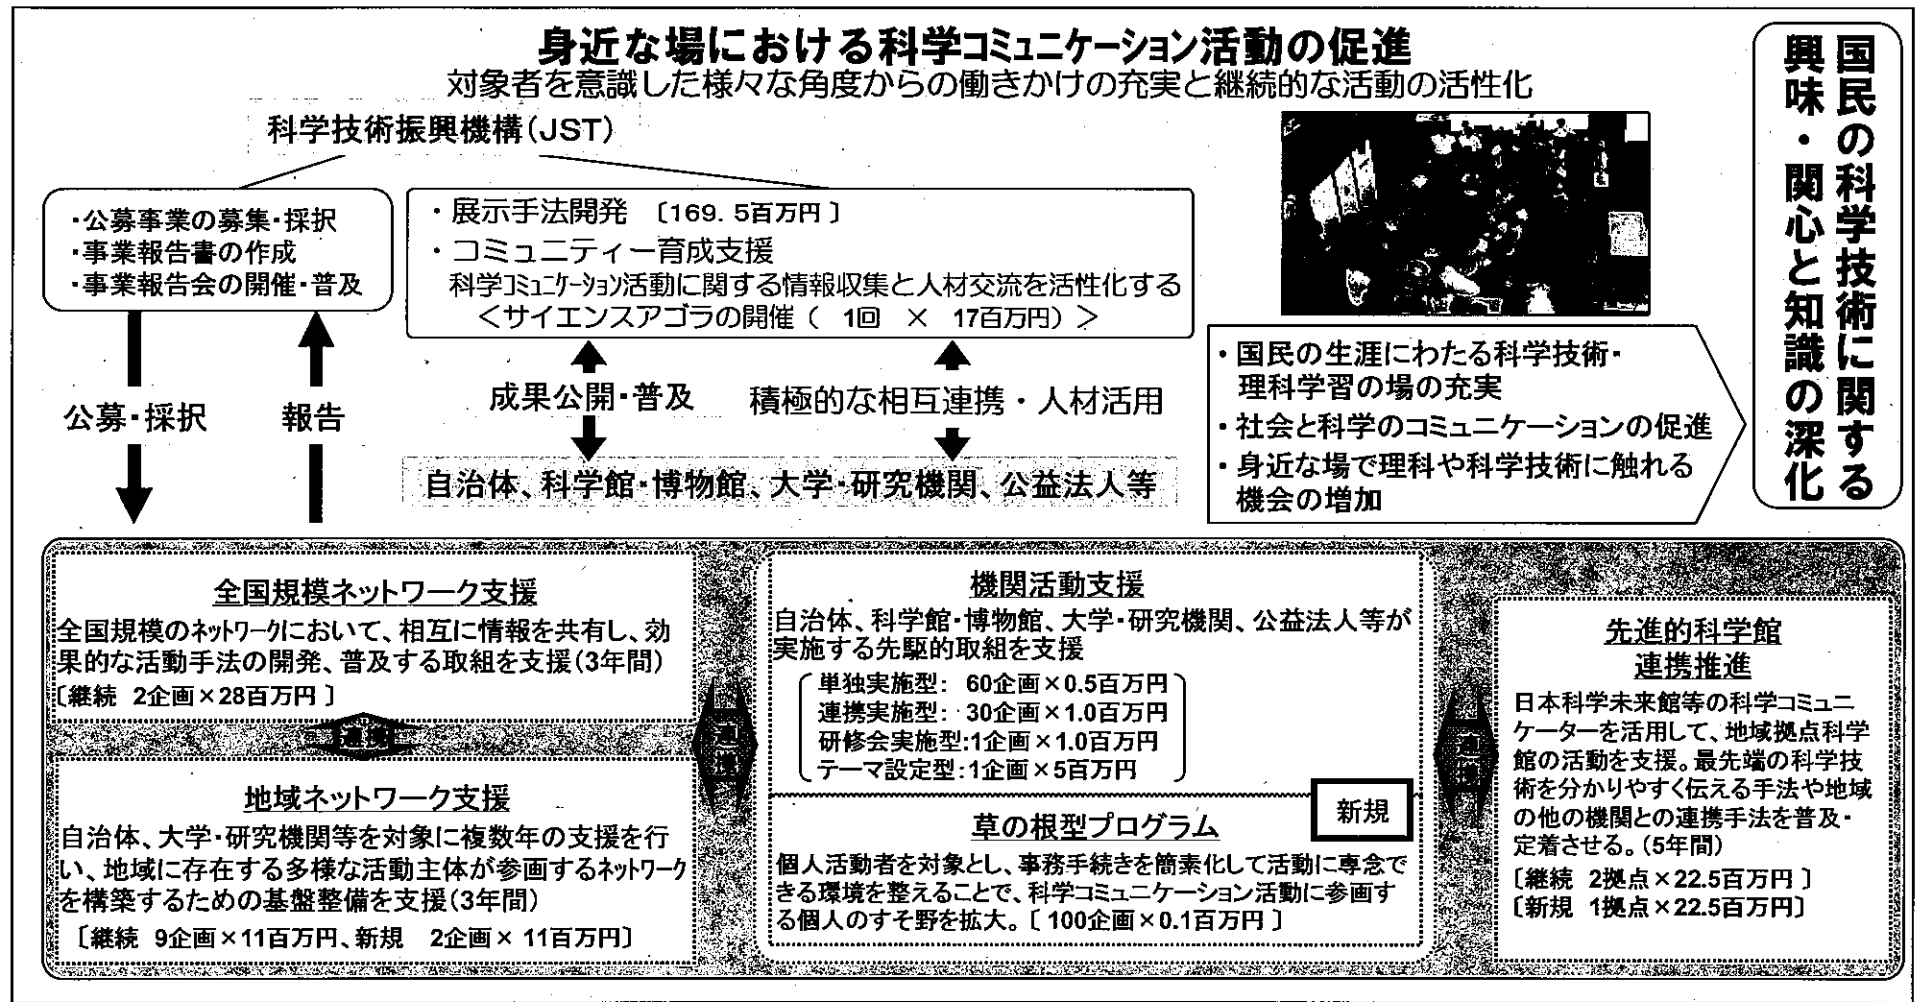 身近な場における科学コミュニケーション活動の促進
対象者を意識した様々な角度からの働きかけの充実と継続的な活動の活性化
科学技術振興機構(JST)
・公募事業の募集・採択
・事業報告書の作成
・事業報告会の開催・普及
・展示手法開発 〔169.5百万円〕
・コミュニティー育成支援
科学コミュニケーション活動に関する情報収集と人材交流を活性化する
＜サイエンスアゴラの開催( 1回 × 17百万円)＞
公募・採択
報告
成果公開・普及
積極的な相互連携・人材活用
自治体、科学館・博物館、大学・研究機関、公益法人等
・国民の生涯にわたる科学技術・
理科学習の場の充実
・社会と科学のコミュニケーションの促進
・身近な場で理科や科学技術に触れる
機会の増加
国民の科学技術に関する
興味・関心と知識の深化
全国規模ネットワーク支援
全国規模のネットワークにおいて、相互に情報を共有し、効
果的な活動手法の開発、普及する取組を支援(3年間)
〔継続 2企画×28百万円〕
連携
地域ネットワーク支援
自治体、大学・研究機関等を対象に複数年の支援を行
い、地域に存在する多様な活動主体が参画するネットワーク
を構築するための基盤整備を支援(3年間)
〔継続 9企画×11百万円、新規 2企画×11百万円〕
連携
機関活動支援
自治体、科学館・博物館、大学・研究機関、公益法人等が
実施する先駆的取組を支援
単独実施型: 60企画×0.5百万円
連携実施型: 30企画×1.0百万円
研修会実施型:1企画×1.0百万円
テーマ設定型:1企画×5百万円
新規
草の根型プログラム
個人活動者を対象とし、事務手続きを簡素化して活動に専念で
きる環境を整えることで、科学コミュニケーション活動に参画す
る個人のすそ野を拡大。〔100企画×0.1百万円〕
連携
先進的科学館
連携推進
日本科学未来館等の科学コミュニ
ケーターを活用して、地域拠点科学
館の活動を支援。最先端の科学技
術を分かりやすく伝える手法や地域
の他の機関との連携手法を普及・
定着させる。(5年間)
〔継続 2拠点×22.5百万円〕
〔新規 1拠点×22.5百万円〕